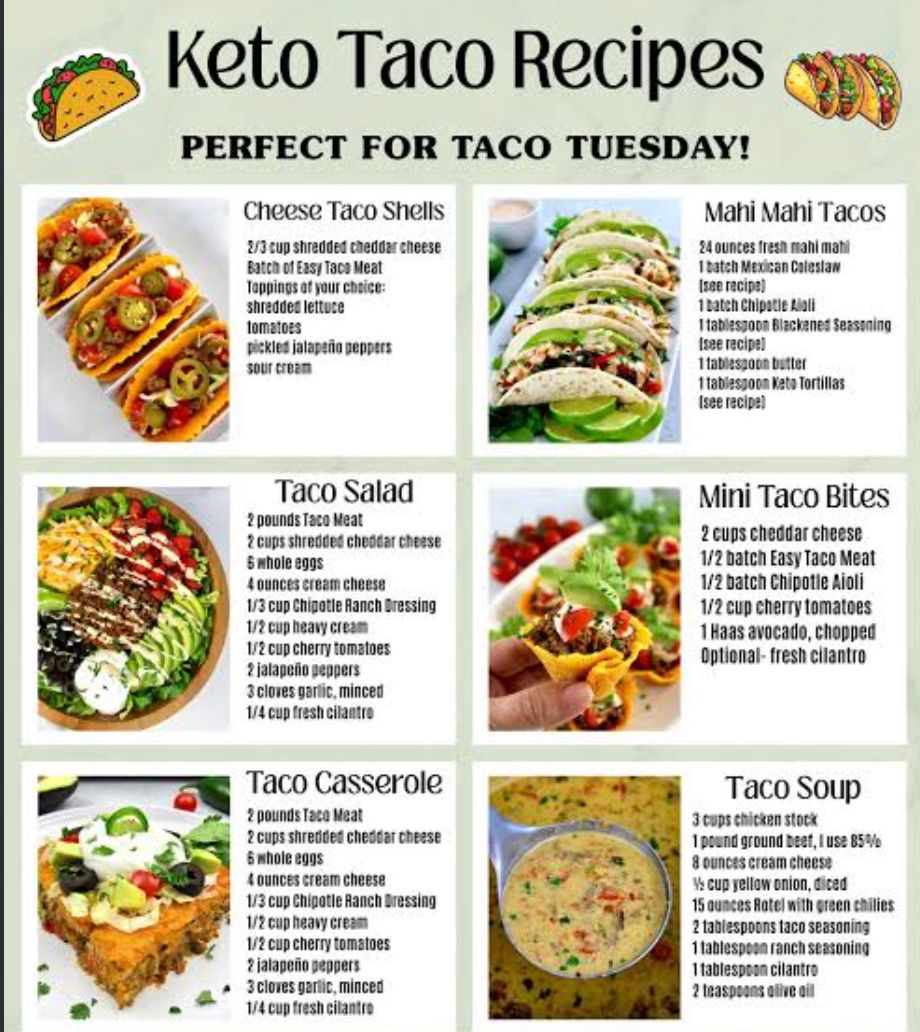 Keto Taco Recipes
PERFECT FOR TACO TUESDAY!
Cheese Taco Shells
2/3 cup shredded cheddar cheese
Batch of Easy Taco Meat
Toppings of your choice:
shredded lettuce
tomatoes
pickled jalapeño peppers
sour cream
Mahi Mahi Tacos
24 ounces fresh mahi mahi
1 batch Mexican Coleslaw
(see recipe)
1 batch Chipotle Aioli
1 tablespoon Blackened Seasoning
(see recipe)
1 tablespoon butter
1 tablespoon Keto Tortillas
(see recipe)
Taco Salad
2 pounds Taco Meat
2 cups shredded cheddar cheese
6 whole eggs
4 ounces cream cheese
1/3 cup Chipotle Ranch Dressing
1/2 cup heavy cream
1/2 cup cherry tomatoes
2 jalapeño peppers
3 cloves garlic, minced
1/4 cup fresh cilantro
Mini Taco Bites
2 cups cheddar cheese
1/2 batch Easy Taco Meat
1/2 batch Chipotle Aioli
1/2 cup cherry tomatoes
1 Haas avocado, chopped
Optional- fresh cilantro
Taco Casserole
2 pounds Taco Meat
2 cups shredded cheddar cheese
6 whole eggs
4 ounces cream cheese
1/3 cup Chipotle Ranch Dressing
1/2 cup heavy cream
1/2 cup cherry tomatoes
2 jalapeño peppers
3 cloves garlic, minced
1/4 cup fresh cilantro
Taco Soup
3 cups chicken stock
1 pound ground beef, I use 85%
8 ounces cream cheese
½ cup yellow onion, diced
15 ounces Rotel with green chilies
2 tablespoons taco seasoning
1 tablespoon ranch seasoning
1 tablespoon cilantro
2 teaspoons olive oil